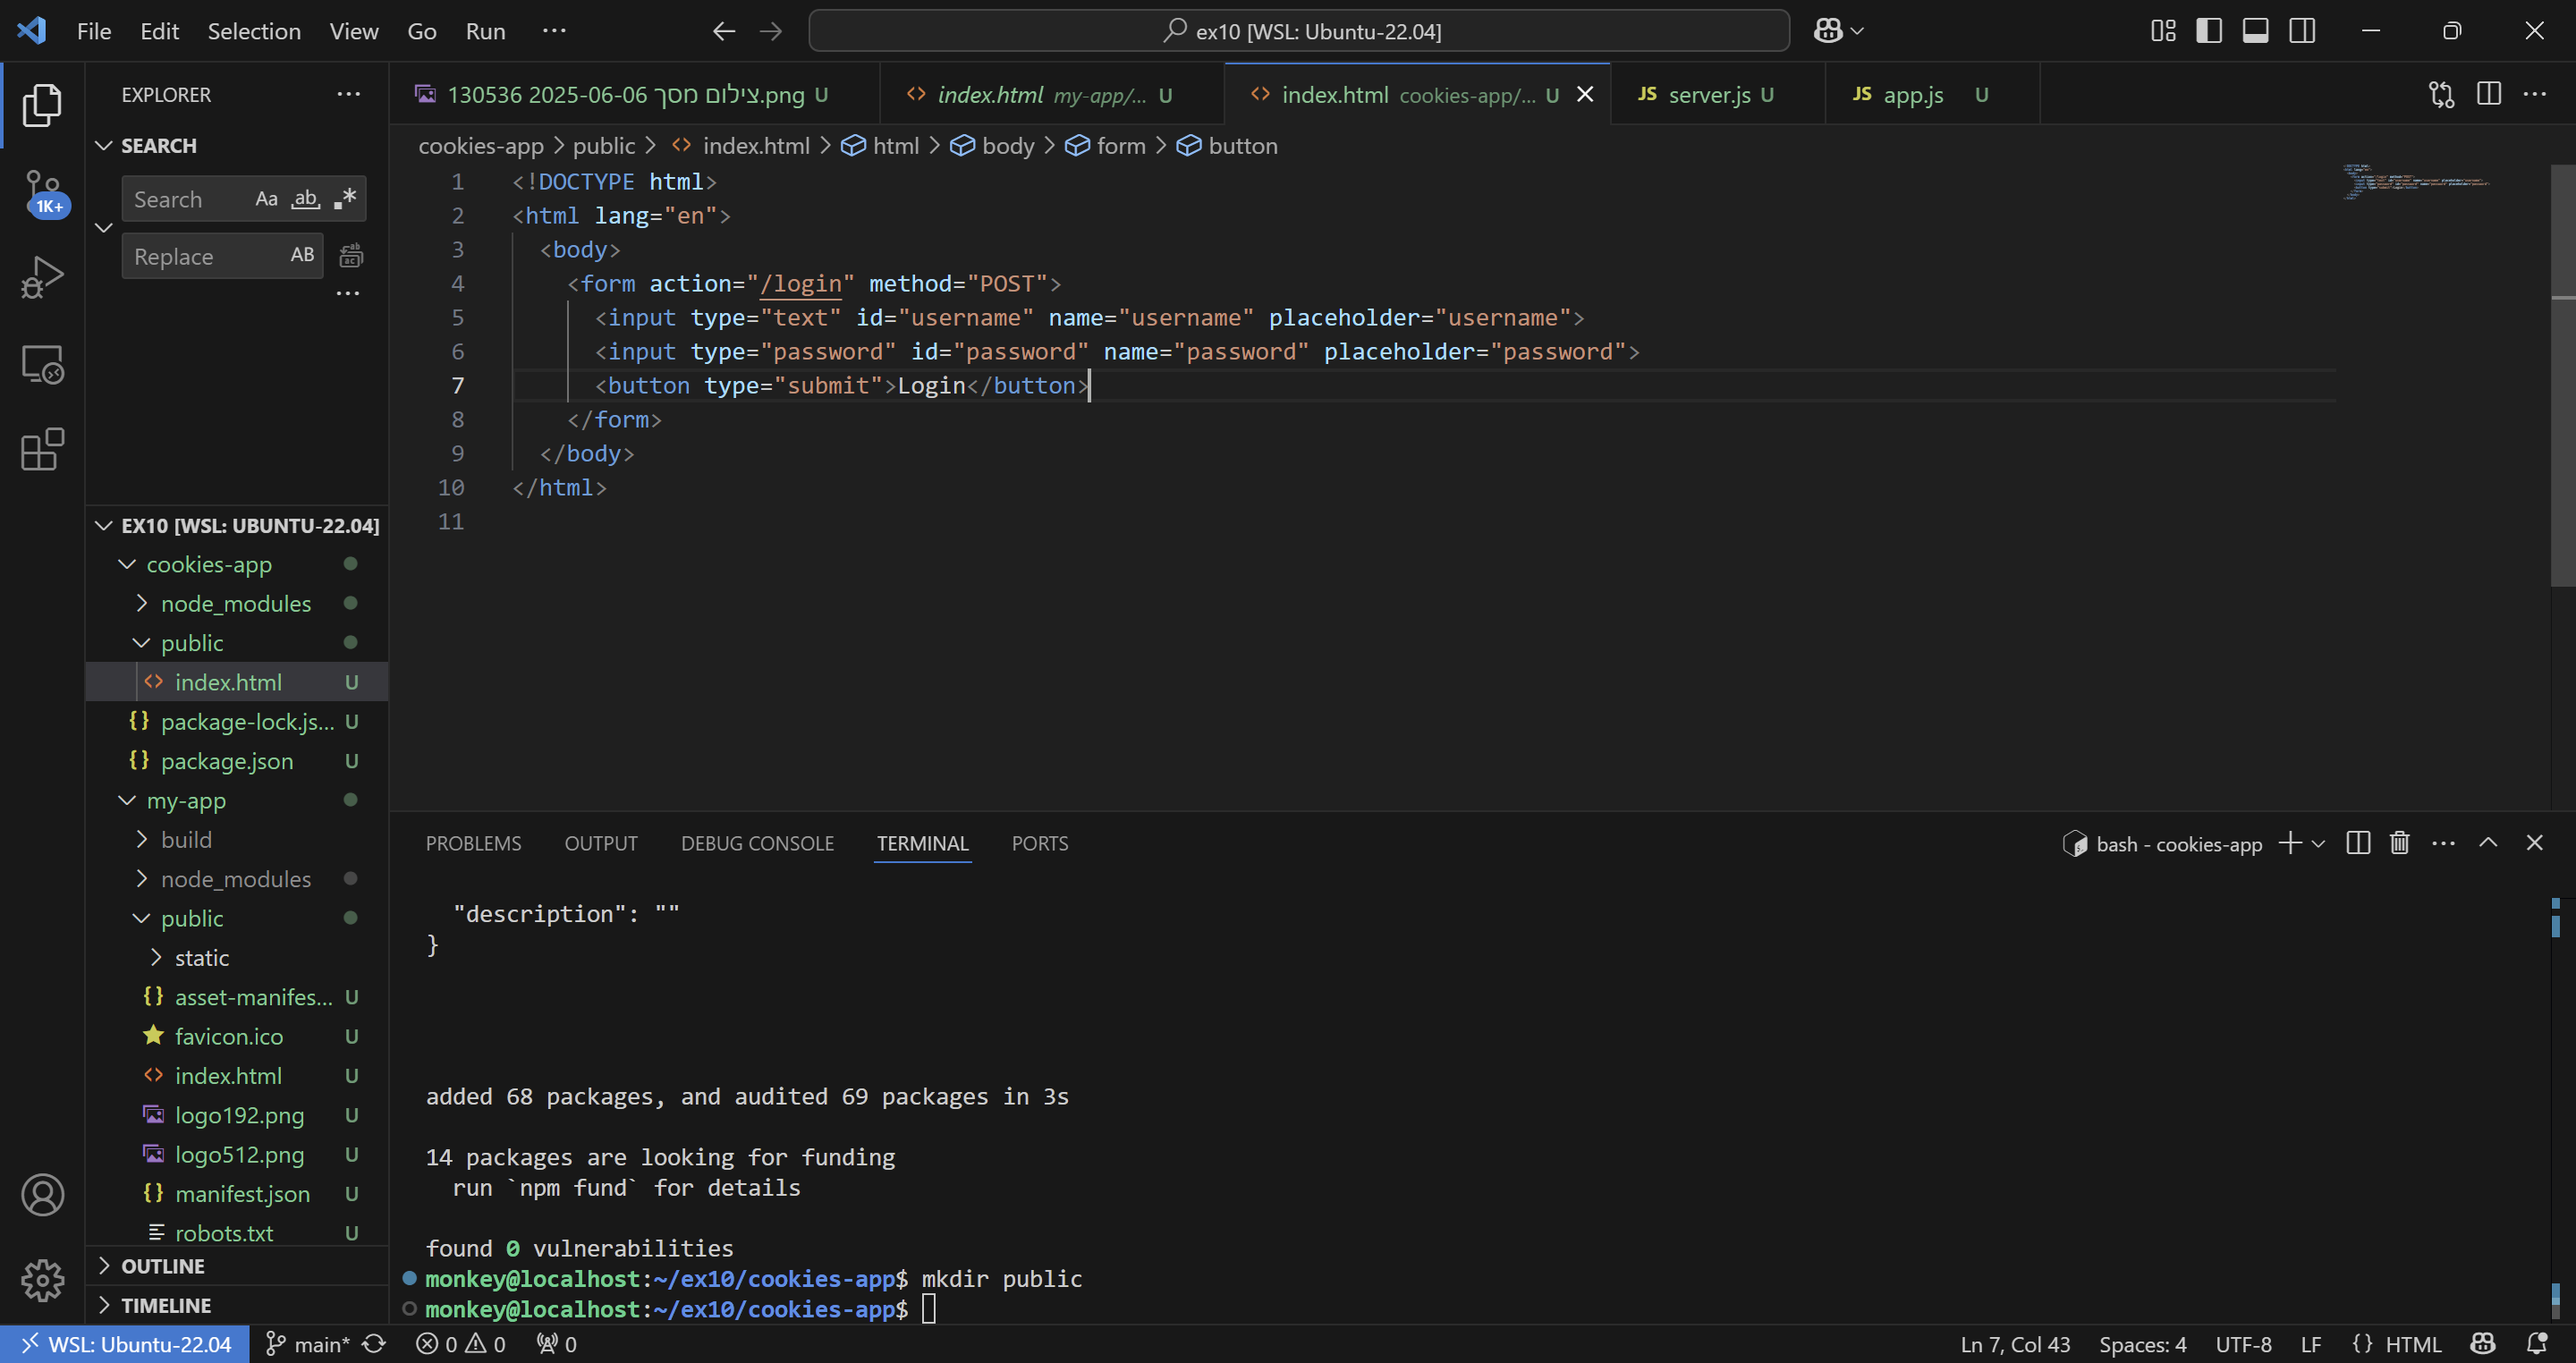 File Edit Selection View Go Run ···
ex10 [WSL: Ubuntu-22.04]
EXPLORER
SEARCH
Search Aa ab .*
Replace AB
EX10 [WSL: UBUNTU-22.04]
cookies-app
node_modules
public
index.html U
package-lock.js... U
package.json U
my-app
build
node_modules
public
static
asset-manifes... U
favicon.ico U
index.html U
logo192.png U
logo512.png U
manifest.json U
robots.txt U
OUTLINE
TIMELINE
1K+
צילום מסך 2025-06-06 130536.png U
index.html my-app/... U
index.html cookies-app/... U
JS server.js U
JS app.js U
cookies-app > public > index.html > html > body > form > button
1 <!DOCTYPE html>
2 <html lang="en">
3 <body>
4 <form action="/login" method="POST">
5 <input type="text" id="username" name="username" placeholder="username">
6 <input type="password" id="password" name="password" placeholder="password">
7 <button type="submit">Login</button>
8 </form>
9 </body>
10 </html>
11
PROBLEMS OUTPUT DEBUG CONSOLE TERMINAL PORTS
bash - cookies-app
"description": ""
}
added 68 packages, and audited 69 packages in 3s
14 packages are looking for funding
run `npm fund` for details
found 0 vulnerabilities
monkey@localhost:~/ex10/cookies-app$ mkdir public
monkey@localhost:~/ex10/cookies-app$
WSL: Ubuntu-22.04 main* 0 0 0
Ln 7, Col 43 Spaces: 4 UTF-8 LF {} HTML